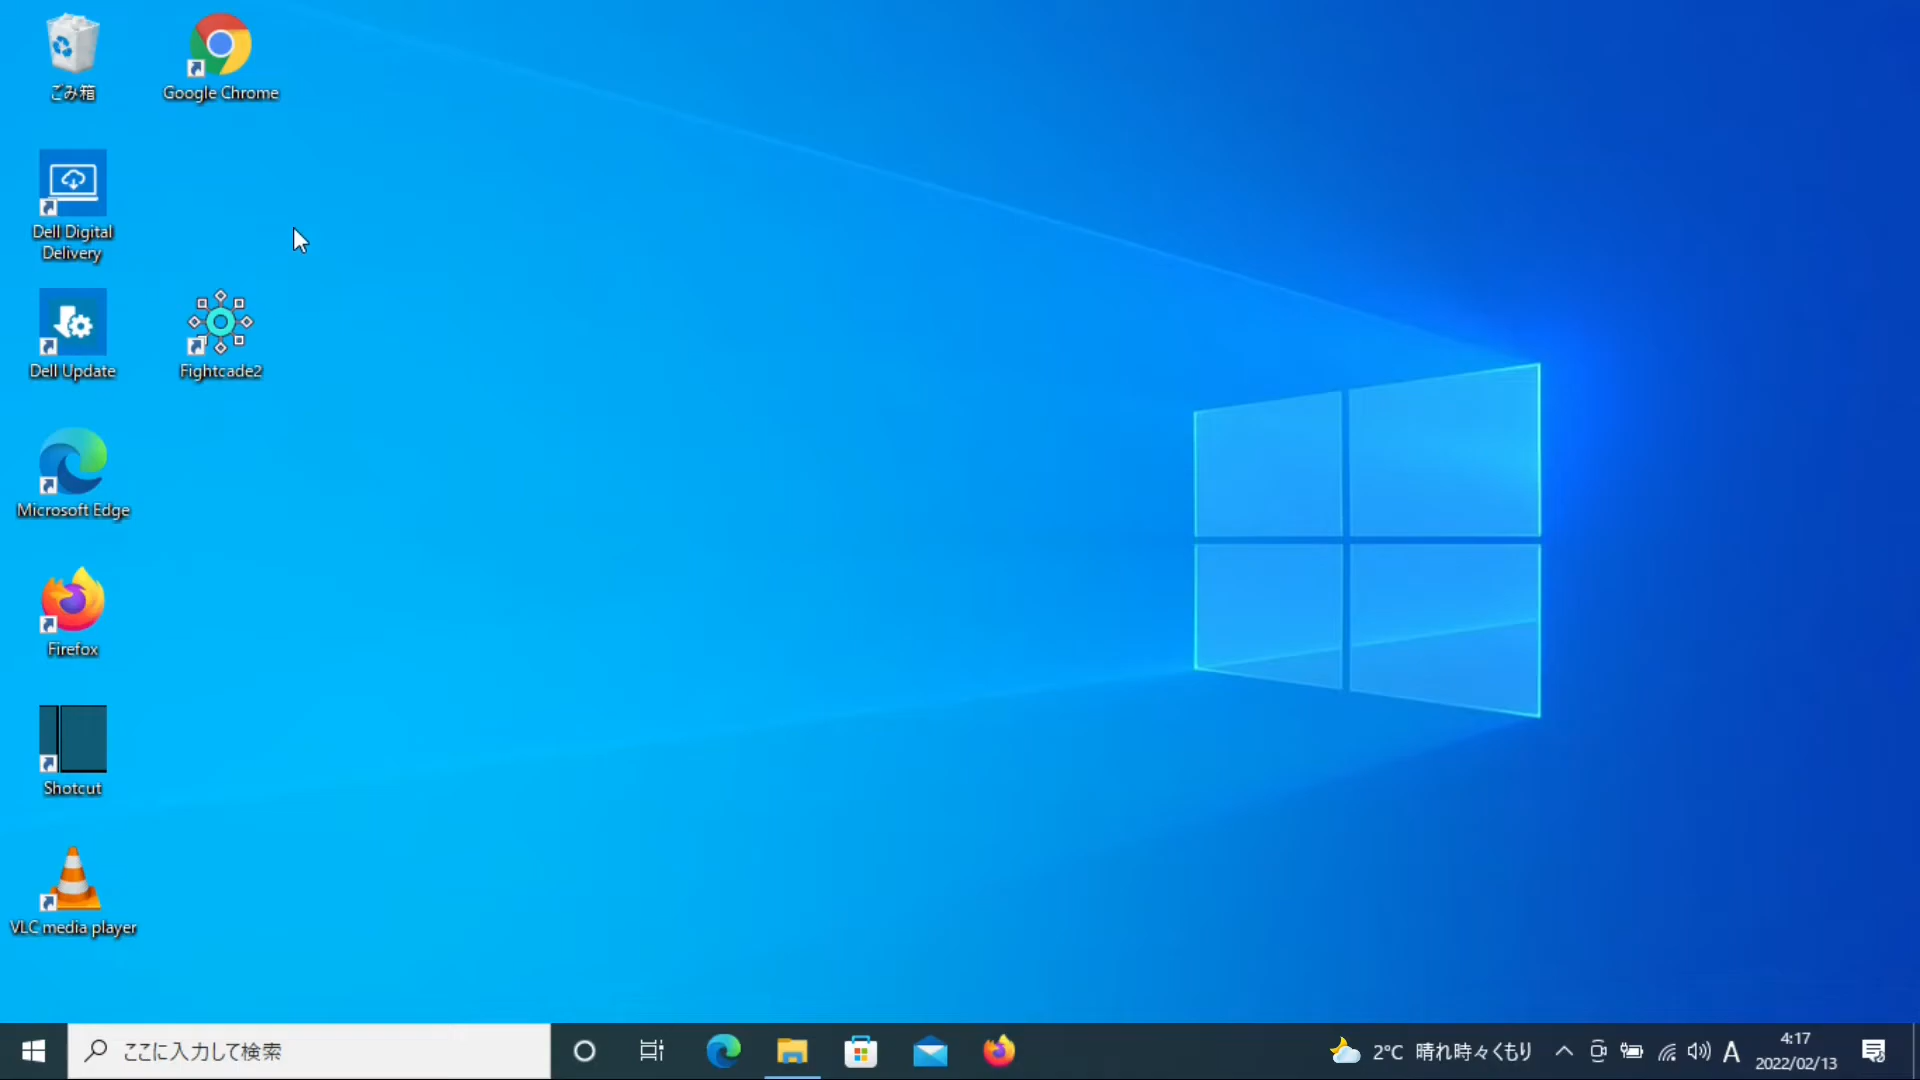 ごみ箱
Google Chrome
Dell Digital
Delivery
Dell Update
Fightcade2
Microsoft Edge
Firefox
Shotcut
VLC media player
ここに入力して検索
2°C 晴れ時々くもり
A
4:17
2022/02/13